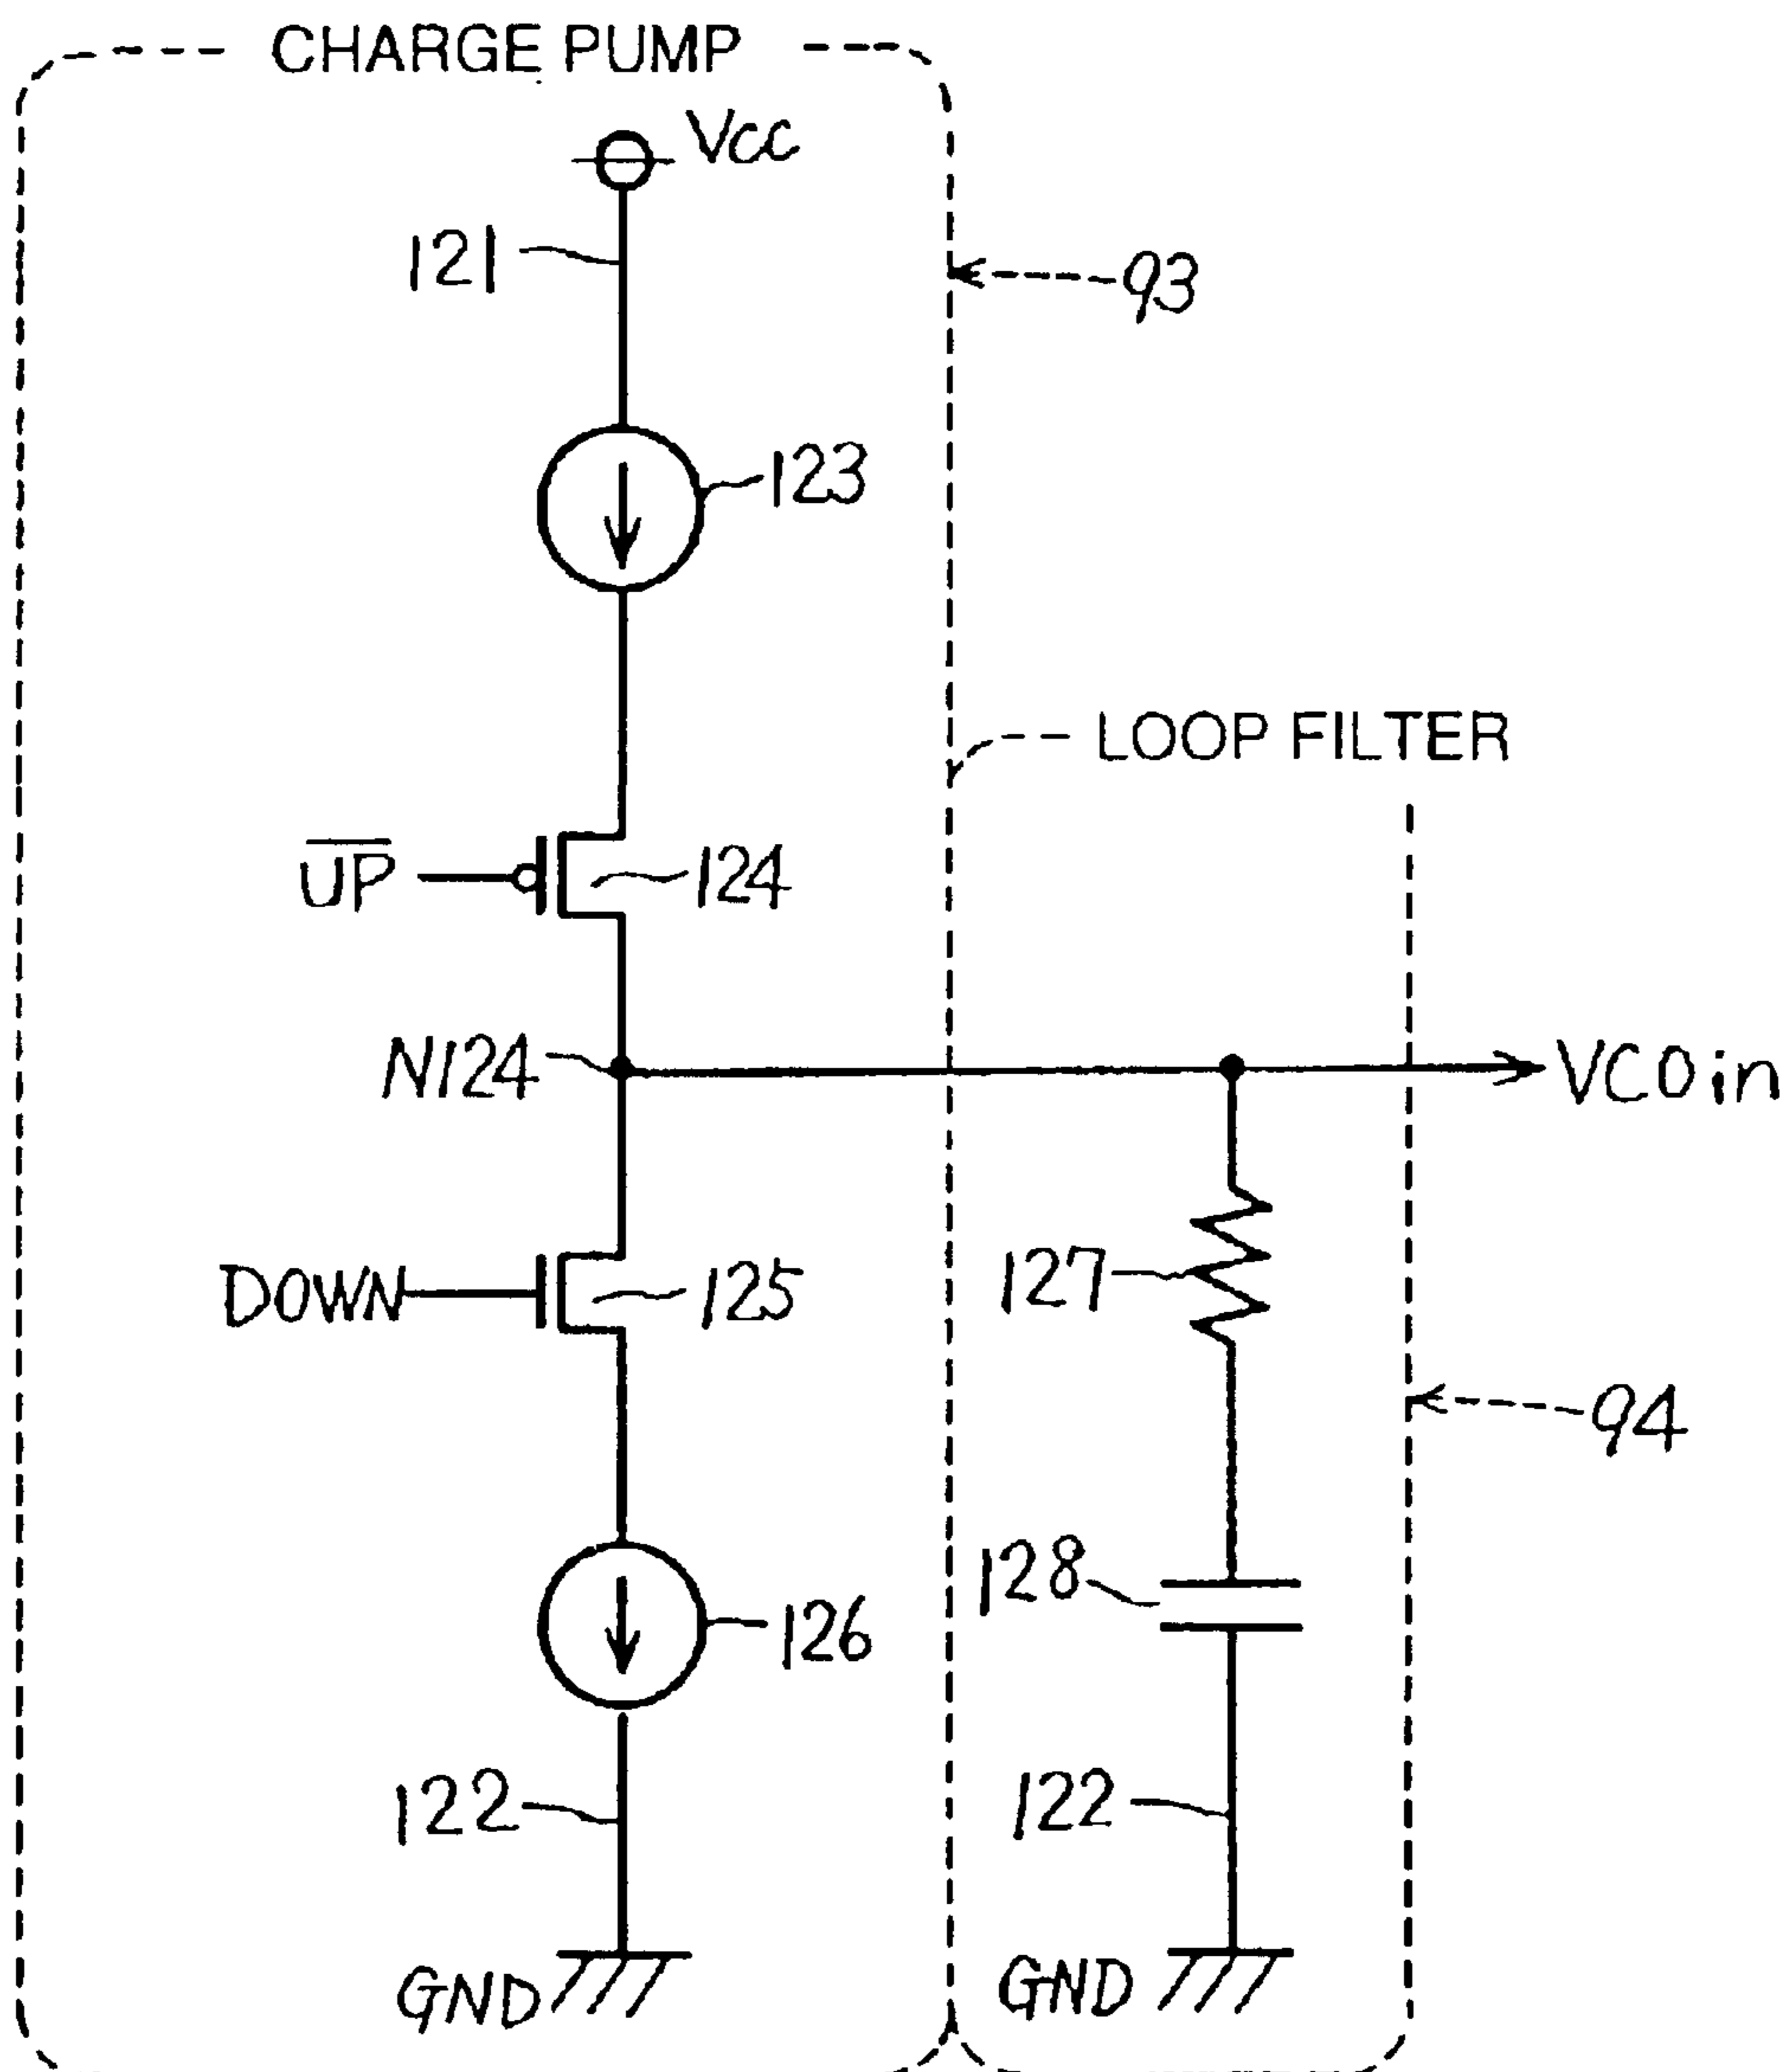 CHARGE PUMP
Vcc
121
93
123
LOOP FILTER
U̅P̅
124
N124
VCOin
DOWN
125
127
94
128
126
122
122
GND
GND